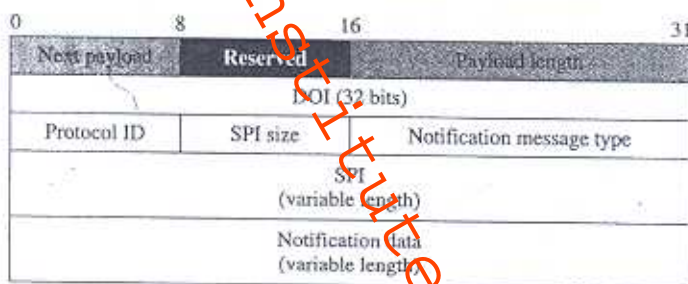 0 8 16 31
Next payload Reserved Payload length
DOI (32 bits)
Protocol ID SPI size Notification message type
SPI
(variable length)
Notification data
(variable length)
nstitute